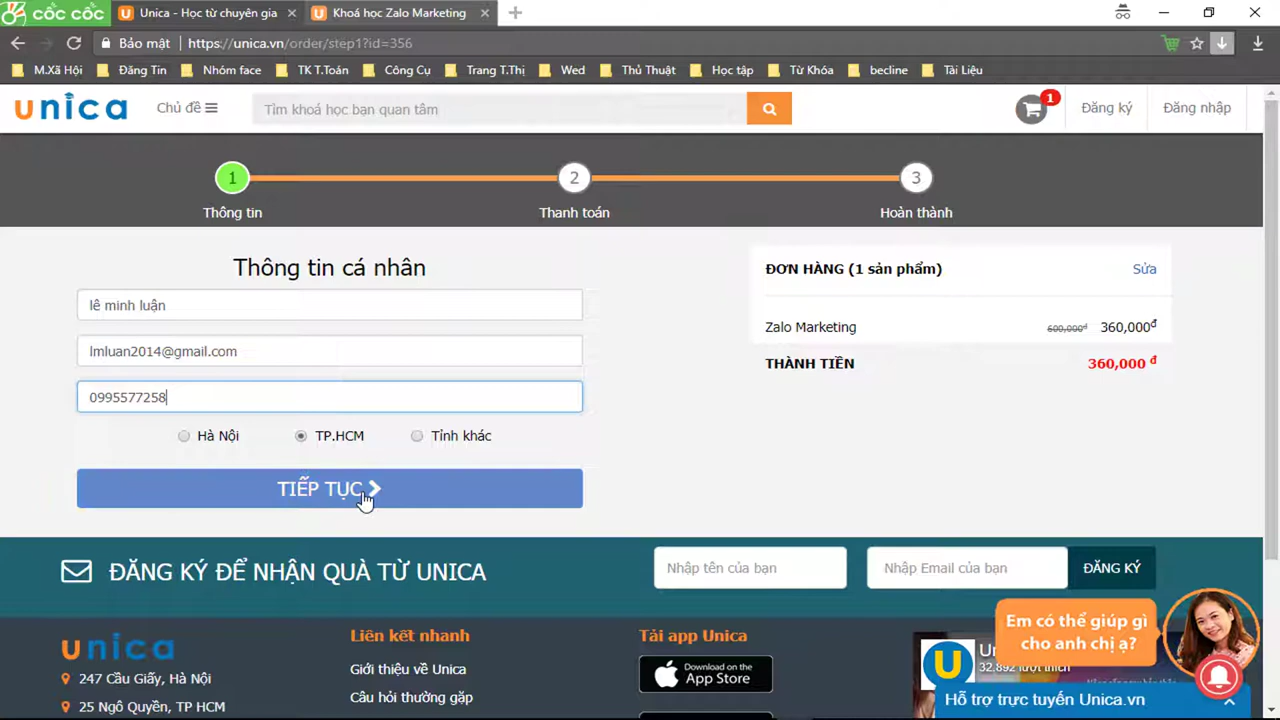 cốc cốc
Unica - Học từ chuyên gia
Khoá học Zalo Marketing
Bảo mật
https://unica.vn/order/step1?id=356
M.Xã Hội
Đăng Tin
Nhóm face
TK T.Toán
Công Cụ
Trang T.Thị
Wed
Thủ Thuật
Học tập
Từ Khóa
becline
Tài Liệu
unica
Chủ đề
Tìm khoá học bạn quan tâm
1
Đăng ký
Đăng nhập
1
2
3
Thông tin
Thanh toán
Hoàn thành
Thông tin cá nhân
lê minh luận
lmluan2014@gmail.com
0995577258
Hà Nội
TP.HCM
Tỉnh khác
TIẾP TỤC
ĐƠN HÀNG (1 sản phẩm)
Sửa
Zalo Marketing
600,000đ
360,000đ
THÀNH TIỀN
360,000 đ
ĐĂNG KÝ ĐỂ NHẬN QUÀ TỪ UNICA
Nhập tên của bạn
Nhập Email của bạn
ĐĂNG KÝ
unica
247 Cầu Giấy, Hà Nội
25 Ngô Quyền, TP HCM
Liên kết nhanh
Giới thiệu về Unica
Câu hỏi thường gặp
Tải app Unica
Download on the
App Store
Em có thể giúp gì
cho anh chị ạ?
U
Un
32.892 lượt thích
Hỗ trợ trực tuyến Unica.vn